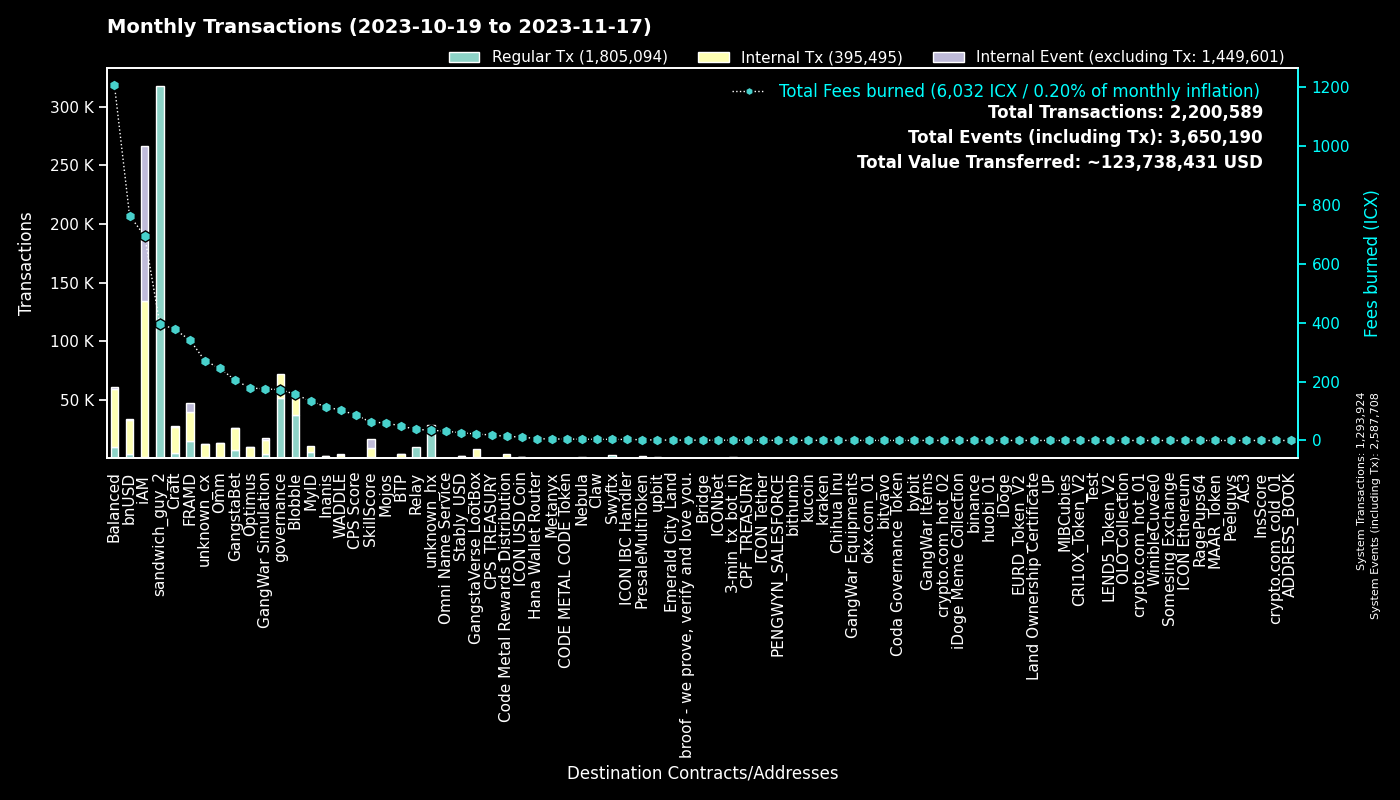 Monthly Transactions (2023-10-19 to 2023-11-17)
Regular Tx (1,805,094)
Internal Tx (395,495)
Internal Event (excluding Tx: 1,449,601)
Total Fees burned (6,032 ICX / 0.20% of monthly inflation)
Total Transactions: 2,200,589
Total Events (including Tx): 3,650,190
Total Value Transferred: ~123,738,431 USD
Transactions
300 K
250 K
200 K
150 K
100 K
50 K
1200
1000
800
600
400
200
0
Fees burned (ICX)
System Transactions: 1,293,924
System Events (including Tx): 2,587,708
Balanced
bnUSD
iAM
sandwich_guy_2
Craft
FRAMD
unknown_cx
Omm
GangstaBet
Optimus
GangWar Simulation
governance
Blobble
MyID
Inanis
WADDLE
CPS Score
SkillScore
Mojos
BTP
Relay
unknown_hx
Omni Name Service
Stably_USD
GangstaVerse LootBox
CPS_TREASURY
Code Metal Rewards Distribution
ICON USD Coin
Hana Wallet Router
Metanyx
CODE METAL CODE Token
Nebula
Claw
Swyftx
ICON IBC Handler
PresaleMultiToken
upbit
Emerald City Land
broof - we prove, verify and love you.
Bridge
ICONbet
3-min_tx_bot_in
CPF_TREASURY
ICON Tether
PENGWYN_SALESFORCE
bithumb
kucoin
kraken
Chihua Inu
GangWar Equipments
okx.com_01
bitvavo
Coda Governance Token
bybit
GangWar Items
crypto.com_hot_02
iDoge Meme Collection
binance
huobi_01
iDoge
EURD_Token_V2
Land Ownership Certificate
UP
MIBCubies
CRI10X_Token_V2
Test
LEND5_Token_V2
OLO Collection
crypto.com_hot_01
WinbleCuvee0
Somesing Exchange
ICON Ethereum
RagePups64
MAAR_Token
Peelguys
AC3
InsScore
crypto.com_cold_01
ADDRESS_BOOK
Destination Contracts/Addresses